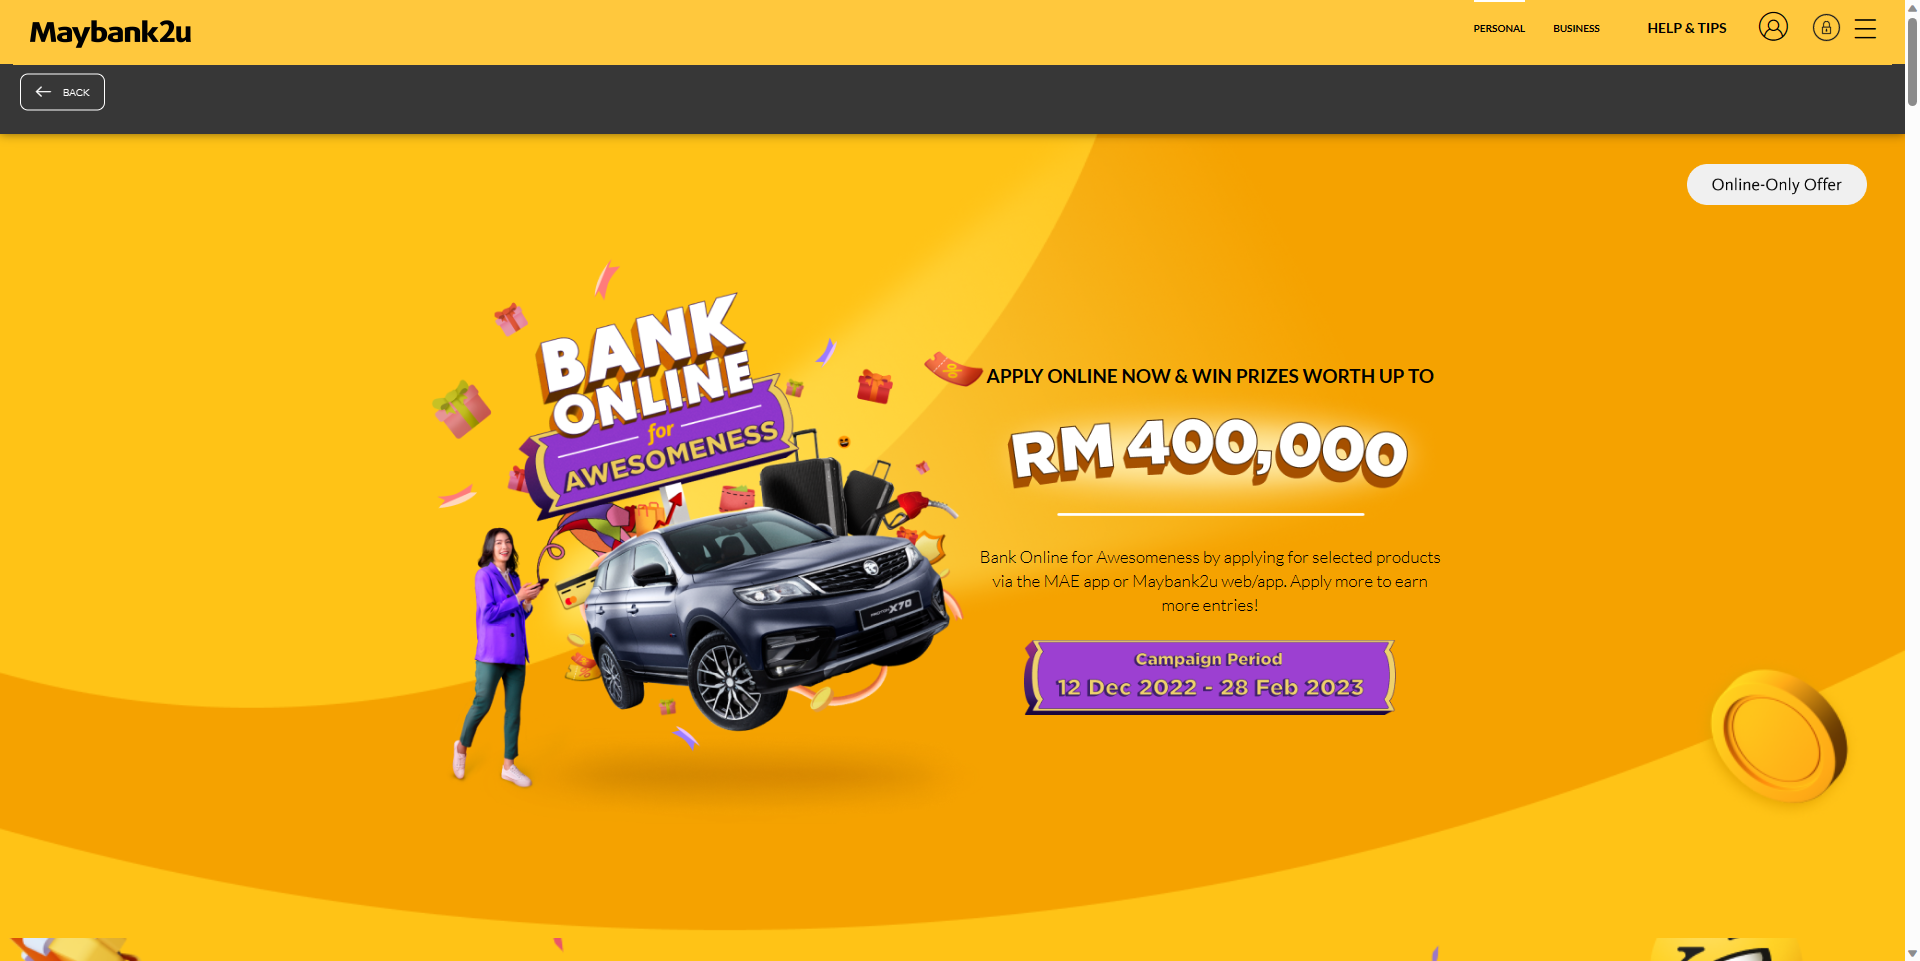 Maybank2u
PERSONAL
BUSINESS
HELP & TIPS
BACK
Online-Only Offer
BANK
ONLINE
for
AWESOMENESS
PROTON X70
APPLY ONLINE NOW & WIN PRIZES WORTH UP TO
RM 400,000
Bank Online for Awesomeness by applying for selected products
via the MAE app or Maybank2u web/app. Apply more to earn
more entries!
Campaign Period
12 Dec 2022 - 28 Feb 2023